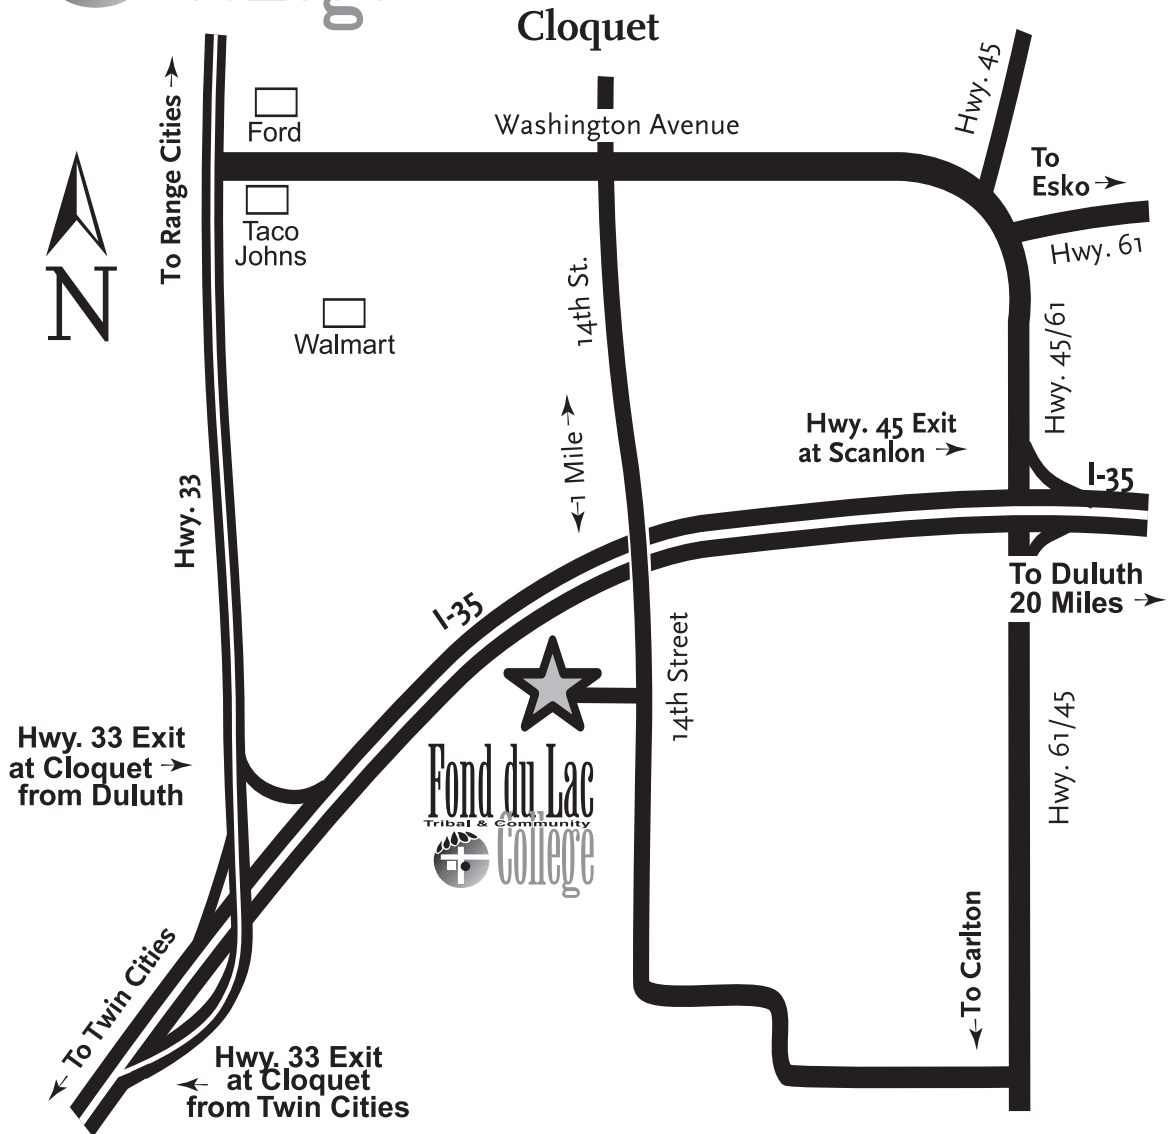 Cloquet
To Range Cities
Ford
Washington Avenue
Hwy. 45
To
Esko
Hwy. 61
Taco
Johns
N
14th St.
Walmart
Hwy. 45/61
1 Mile
Hwy. 45 Exit
at Scanlon
I-35
Hwy. 33
To Duluth
20 Miles
I-35
14th Street
Hwy. 61/45
Hwy. 33 Exit
at Cloquet
from Duluth
Fond du Lac
Tribal & Community
College
To Carlton
To Twin Cities
Hwy. 33 Exit
at Cloquet
from Twin Cities